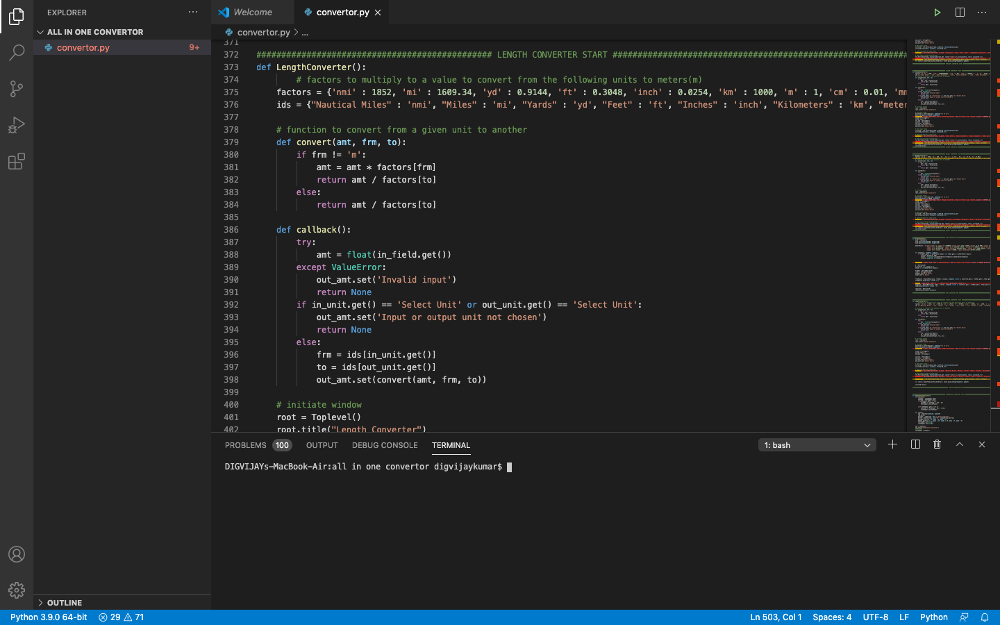 EXPLORER
ALL IN ONE CONVERTOR
convertor.py 9+
OUTLINE
Welcome
convertor.py
convertor.py > ...
371
372 ############################################### LENGTH CONVERTER START ###########################################################
373 def LengthConverter():
374 # factors to multiply to a value to convert from the following units to meters(m)
375 factors = {'nmi' : 1852, 'mi' : 1609.34, 'yd' : 0.9144, 'ft' : 0.3048, 'inch' : 0.0254, 'km' : 1000, 'm' : 1, 'cm' : 0.01, 'mm
376 ids = {"Nautical Miles" : 'nmi', "Miles" : 'mi', "Yards" : 'yd', "Feet" : 'ft', "Inches" : 'inch', "Kilometers" : 'km', "meter
377
378 # function to convert from a given unit to another
379 def convert(amt, frm, to):
380 if frm != 'm':
381 amt = amt * factors[frm]
382 return amt / factors[to]
383 else:
384 return amt / factors[to]
385
386 def callback():
387 try:
388 amt = float(in_field.get())
389 except ValueError:
390 out_amt.set('Invalid input')
391 return None
392 if in_unit.get() == 'Select Unit' or out_unit.get() == 'Select Unit':
393 out_amt.set('Input or output unit not chosen')
394 return None
395 else:
396 frm = ids[in_unit.get()]
397 to = ids[out_unit.get()]
398 out_amt.set(convert(amt, frm, to))
399
400 # initiate window
401 root = Toplevel()
402 root.title("Length Converter")
PROBLEMS 100 OUTPUT DEBUG CONSOLE TERMINAL 1: bash
DIGVIJAYs-MacBook-Air:all in one convertor digvijaykumar$
Python 3.9.0 64-bit 29 71 Ln 503, Col 1 Spaces: 4 UTF-8 LF Python